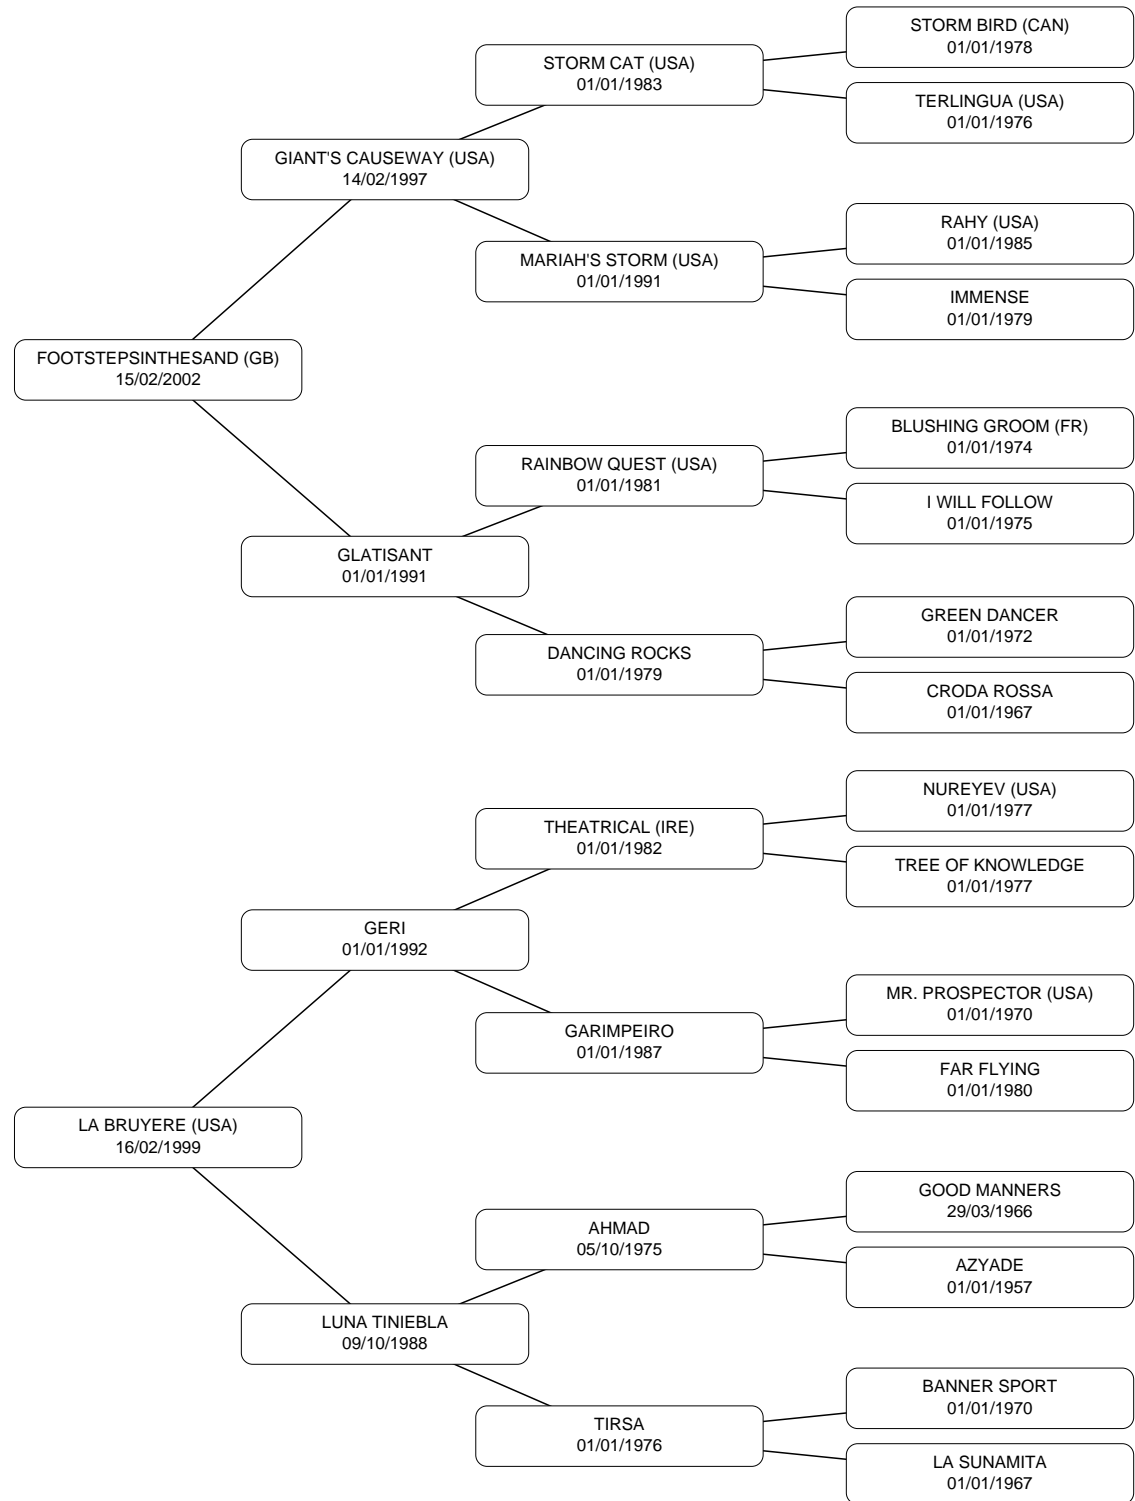 STORM BIRD (CAN)
01/01/1978
STORM CAT (USA)
01/01/1983
TERLINGUA (USA)
01/01/1976
GIANT'S CAUSEWAY (USA)
14/02/1997
RAHY (USA)
01/01/1985
MARIAH'S STORM (USA)
01/01/1991
IMMENSE
01/01/1979
FOOTSTEPSINTHESAND (GB)
15/02/2002
BLUSHING GROOM (FR)
01/01/1974
RAINBOW QUEST (USA)
01/01/1981
I WILL FOLLOW
01/01/1975
GLATISANT
01/01/1991
GREEN DANCER
01/01/1972
DANCING ROCKS
01/01/1979
CRODA ROSSA
01/01/1967
NUREYEV (USA)
01/01/1977
THEATRICAL (IRE)
01/01/1982
TREE OF KNOWLEDGE
01/01/1977
GERI
01/01/1992
MR. PROSPECTOR (USA)
01/01/1970
GARIMPEIRO
01/01/1987
FAR FLYING
01/01/1980
LA BRUYERE (USA)
16/02/1999
GOOD MANNERS
29/03/1966
AHMAD
05/10/1975
AZYADE
01/01/1957
LUNA TINIEBLA
09/10/1988
BANNER SPORT
01/01/1970
TIRSA
01/01/1976
LA SUNAMITA
01/01/1967